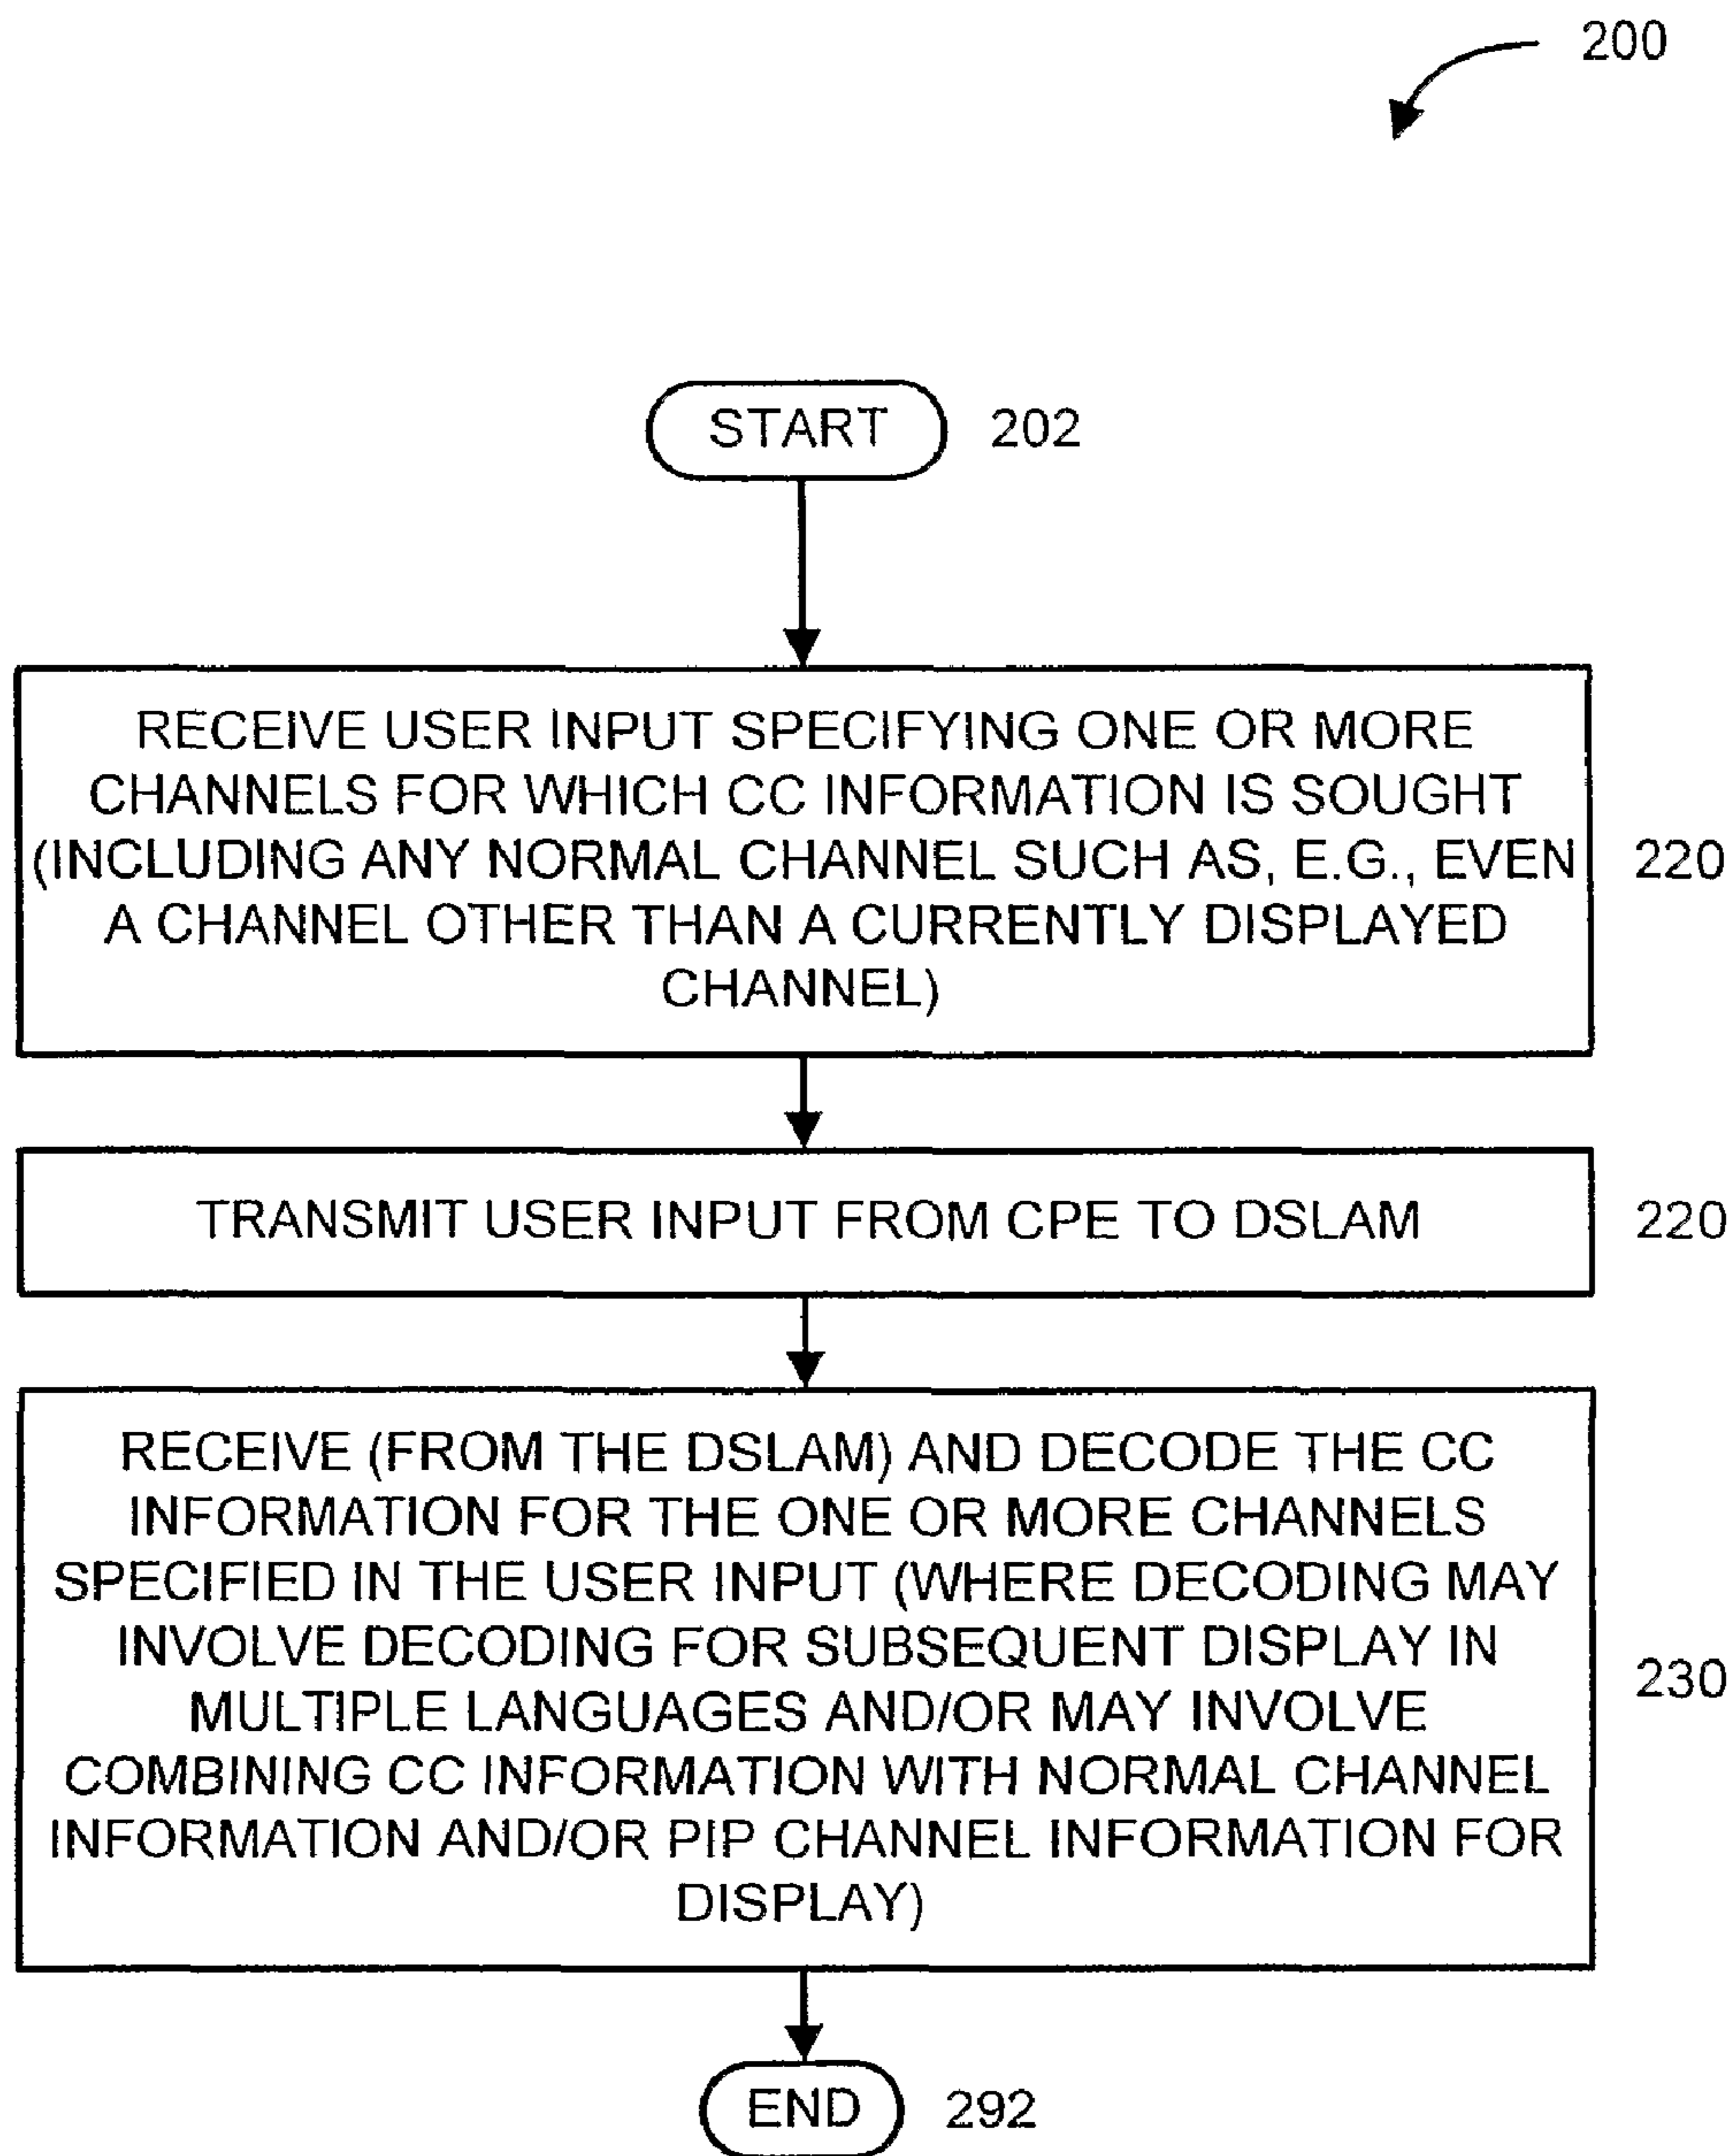 200
START 202
RECEIVE USER INPUT SPECIFYING ONE OR MORE
CHANNELS FOR WHICH CC INFORMATION IS SOUGHT
(INCLUDING ANY NORMAL CHANNEL SUCH AS, E.G., EVEN
A CHANNEL OTHER THAN A CURRENTLY DISPLAYED
CHANNEL)
220
TRANSMIT USER INPUT FROM CPE TO DSLAM
220
RECEIVE (FROM THE DSLAM) AND DECODE THE CC
INFORMATION FOR THE ONE OR MORE CHANNELS
SPECIFIED IN THE USER INPUT (WHERE DECODING MAY
INVOLVE DECODING FOR SUBSEQUENT DISPLAY IN
MULTIPLE LANGUAGES AND/OR MAY INVOLVE
COMBINING CC INFORMATION WITH NORMAL CHANNEL
INFORMATION AND/OR PIP CHANNEL INFORMATION FOR
DISPLAY)
230
END 292